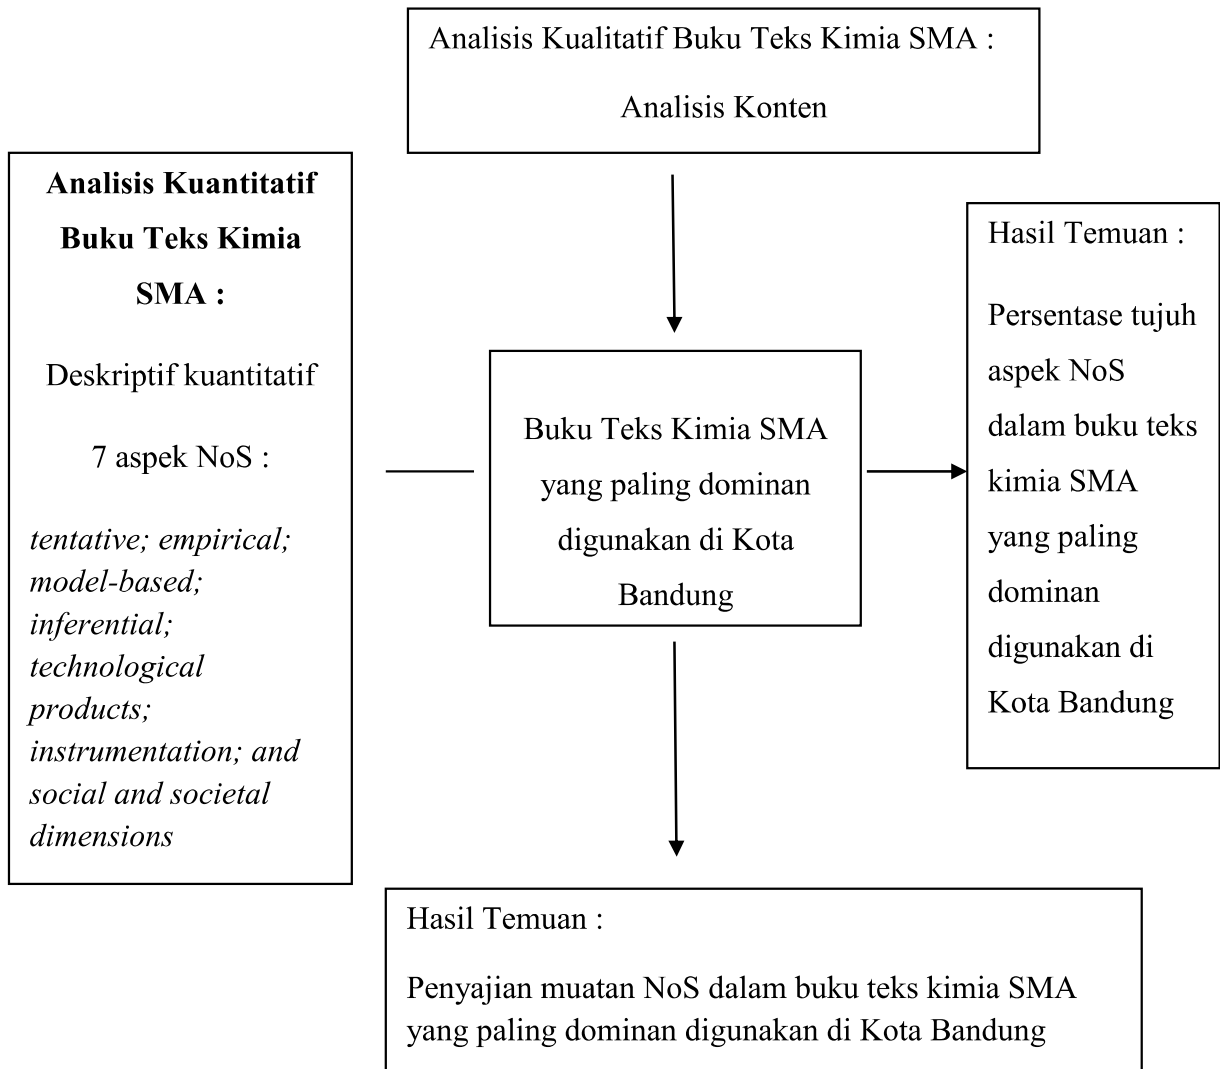 Analisis Kualitatif Buku Teks Kimia SMA :
Analisis Konten
Analisis Kuantitatif
Buku Teks Kimia
SMA :
Deskriptif kuantitatif
7 aspek NoS :
tentative; empirical;
model-based;
inferential;
technological
products;
instrumentation; and
social and societal
dimensions
Buku Teks Kimia SMA
yang paling dominan
digunakan di Kota
Bandung
Hasil Temuan :
Persentase tujuh
aspek NoS
dalam buku teks
kimia SMA
yang paling
dominan
digunakan di
Kota Bandung
Hasil Temuan :
Penyajian muatan NoS dalam buku teks kimia SMA
yang paling dominan digunakan di Kota Bandung